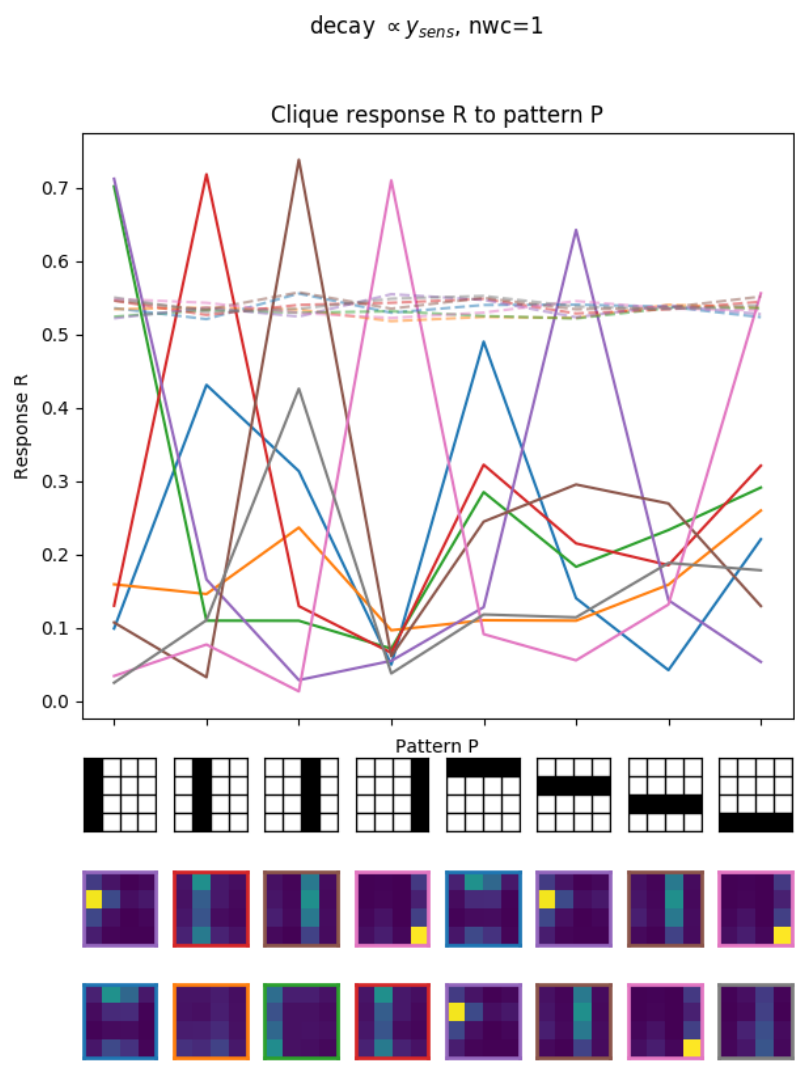 decay ∝ y_sens, nwc=1
Clique response R to pattern P
0.7
0.6
0.5
0.4
0.3
0.2
0.1
0.0
Response R
Pattern P